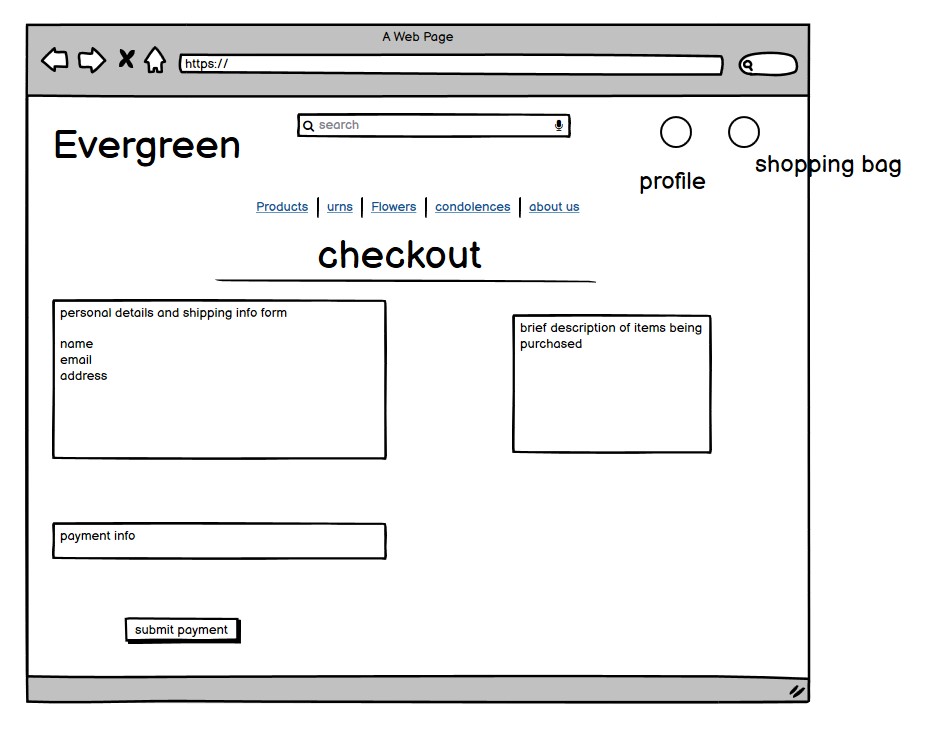 A Web Page
https://
search
Evergreen
shopping bag
profile
Products
urns
Flowers
condolences
about us
checkout
personal details and shipping info form
name
email
address
brief description of items being
purchased
payment info
submit payment